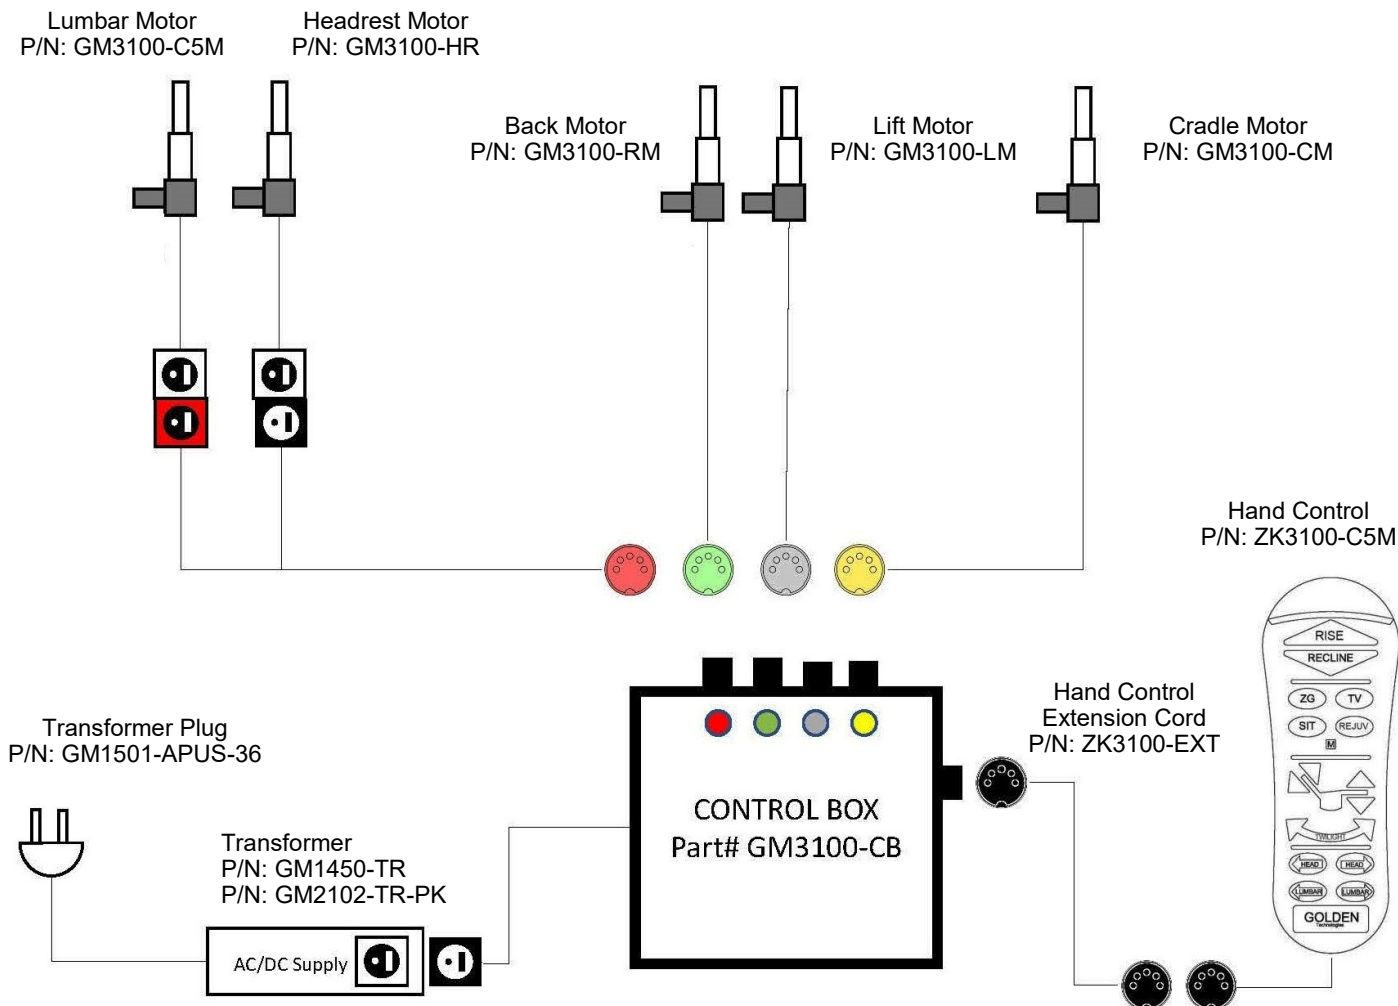 Lumbar Motor
P/N: GM3100-C5M
Headrest Motor
P/N: GM3100-HR
Back Motor
P/N: GM3100-RM
Lift Motor
P/N: GM3100-LM
Cradle Motor
P/N: GM3100-CM
Hand Control
P/N: ZK3100-C5M
RISE
RECLINE
ZG
TV
SIT
REJUV
M
TWILIGHT
HEAD
HEAD
LUMBAR
LUMBAR
GOLDEN
Technologies
Hand Control
Extension Cord
P/N: ZK3100-EXT
CONTROL BOX
Part# GM3100-CB
Transformer Plug
P/N: GM1501-APUS-36
Transformer
P/N: GM1450-TR
P/N: GM2102-TR-PK
AC/DC Supply